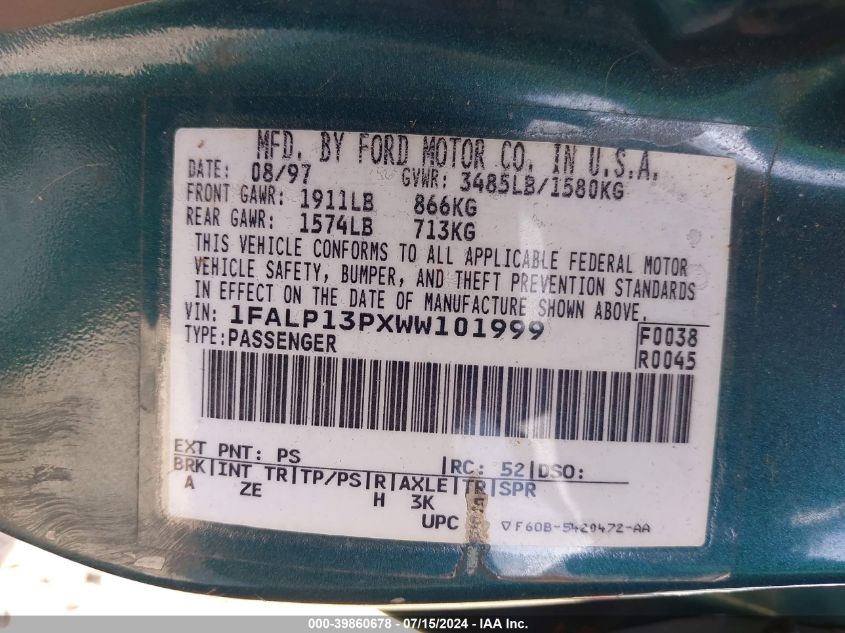 MFD. BY FORD MOTOR CO. IN U.S.A.
DATE: 08/97 GVWR: 3485LB/1580KG
FRONT GAWR: 1911LB 866KG
REAR GAWR: 1574LB 713KG
THIS VEHICLE CONFORMS TO ALL APPLICABLE FEDERAL MOTOR
VEHICLE SAFETY, BUMPER, AND THEFT PREVENTION STANDARDS
IN EFFECT ON THE DATE OF MANUFACTURE SHOWN ABOVE.
VIN: 1FALP13PXWW101999
TYPE: PASSENGER
F0038
R0045
EXT PNT: PS |RC: 52|DSO:
BRK|INT TR|TP/PS|R|AXLE|TR|SPR
A ZE H 3K
UPC
▽F60B-5420472-AA
000-39860678 - 07/15/2024 - IAA Inc.